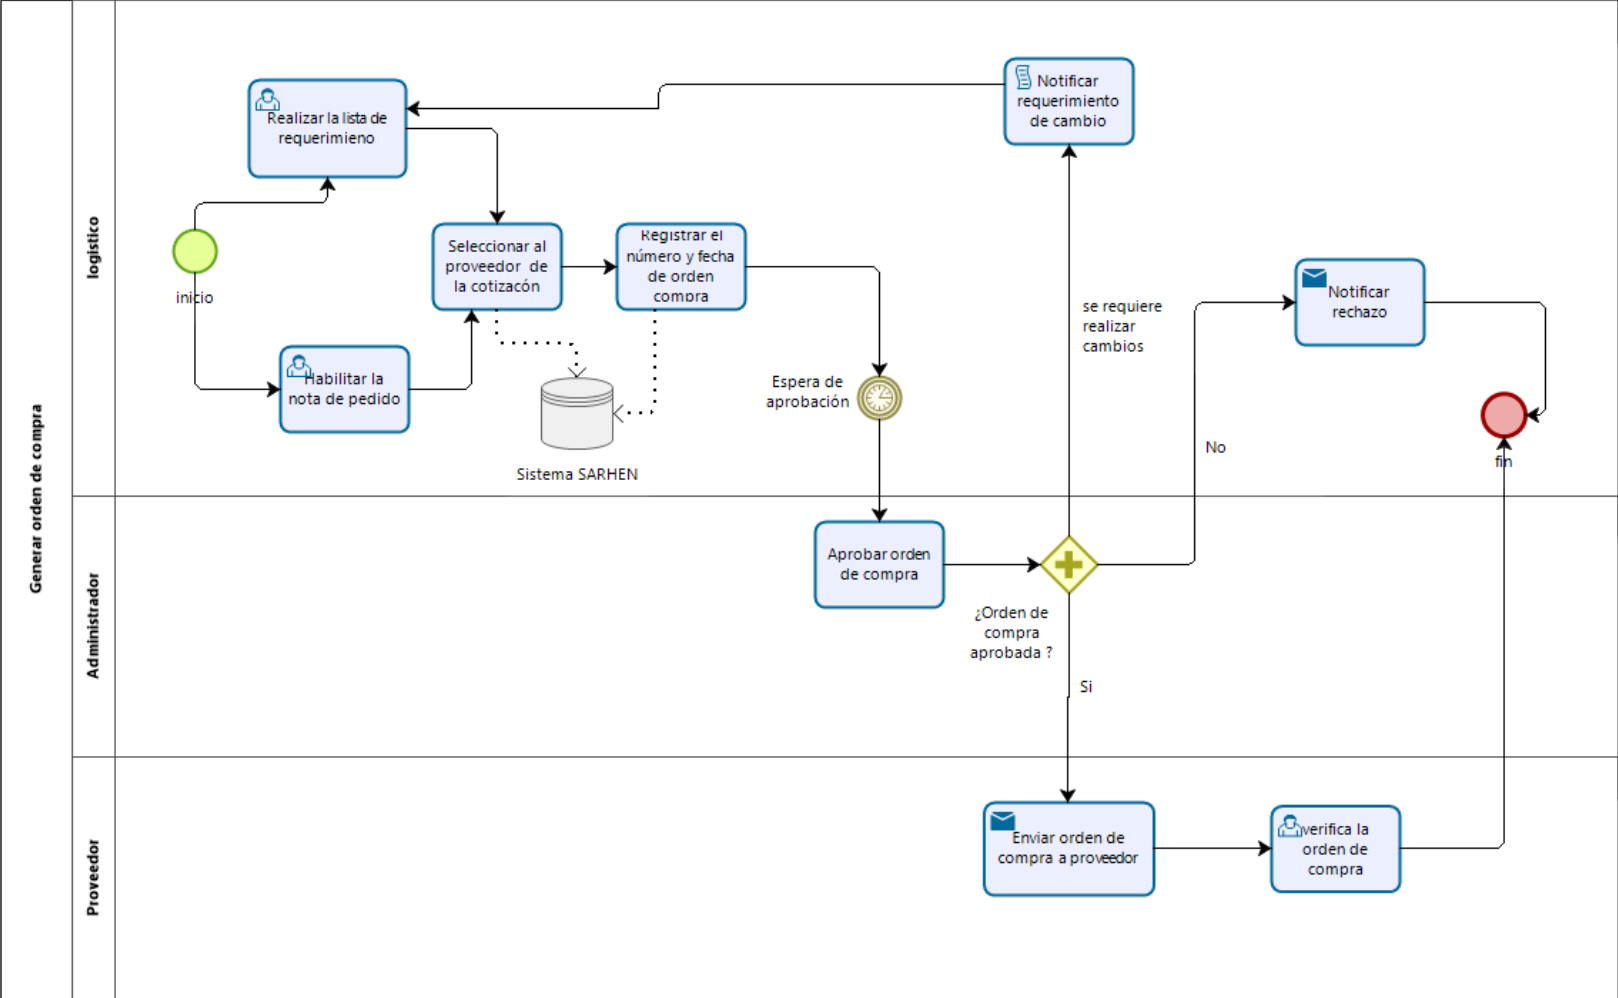 Generar orden de compra
logístico
Administrador
Proveedor
Realizar la lista de
requerimieno
inicio
Habilitar la
nota de pedido
Seleccionar al
proveedor de
la cotizacón
Registrar el
número y fecha
de orden
compra
Sistema SARHEN
Espera de
aprobación
Notificar
requerimiento
de cambio
se requiere
realizar
cambios
Notificar
rechazo
No
fin
Aprobar orden
de compra
¿Orden de
compra
aprobada ?
Si
Enviar orden de
compra a proveedor
verifica la
orden de
compra